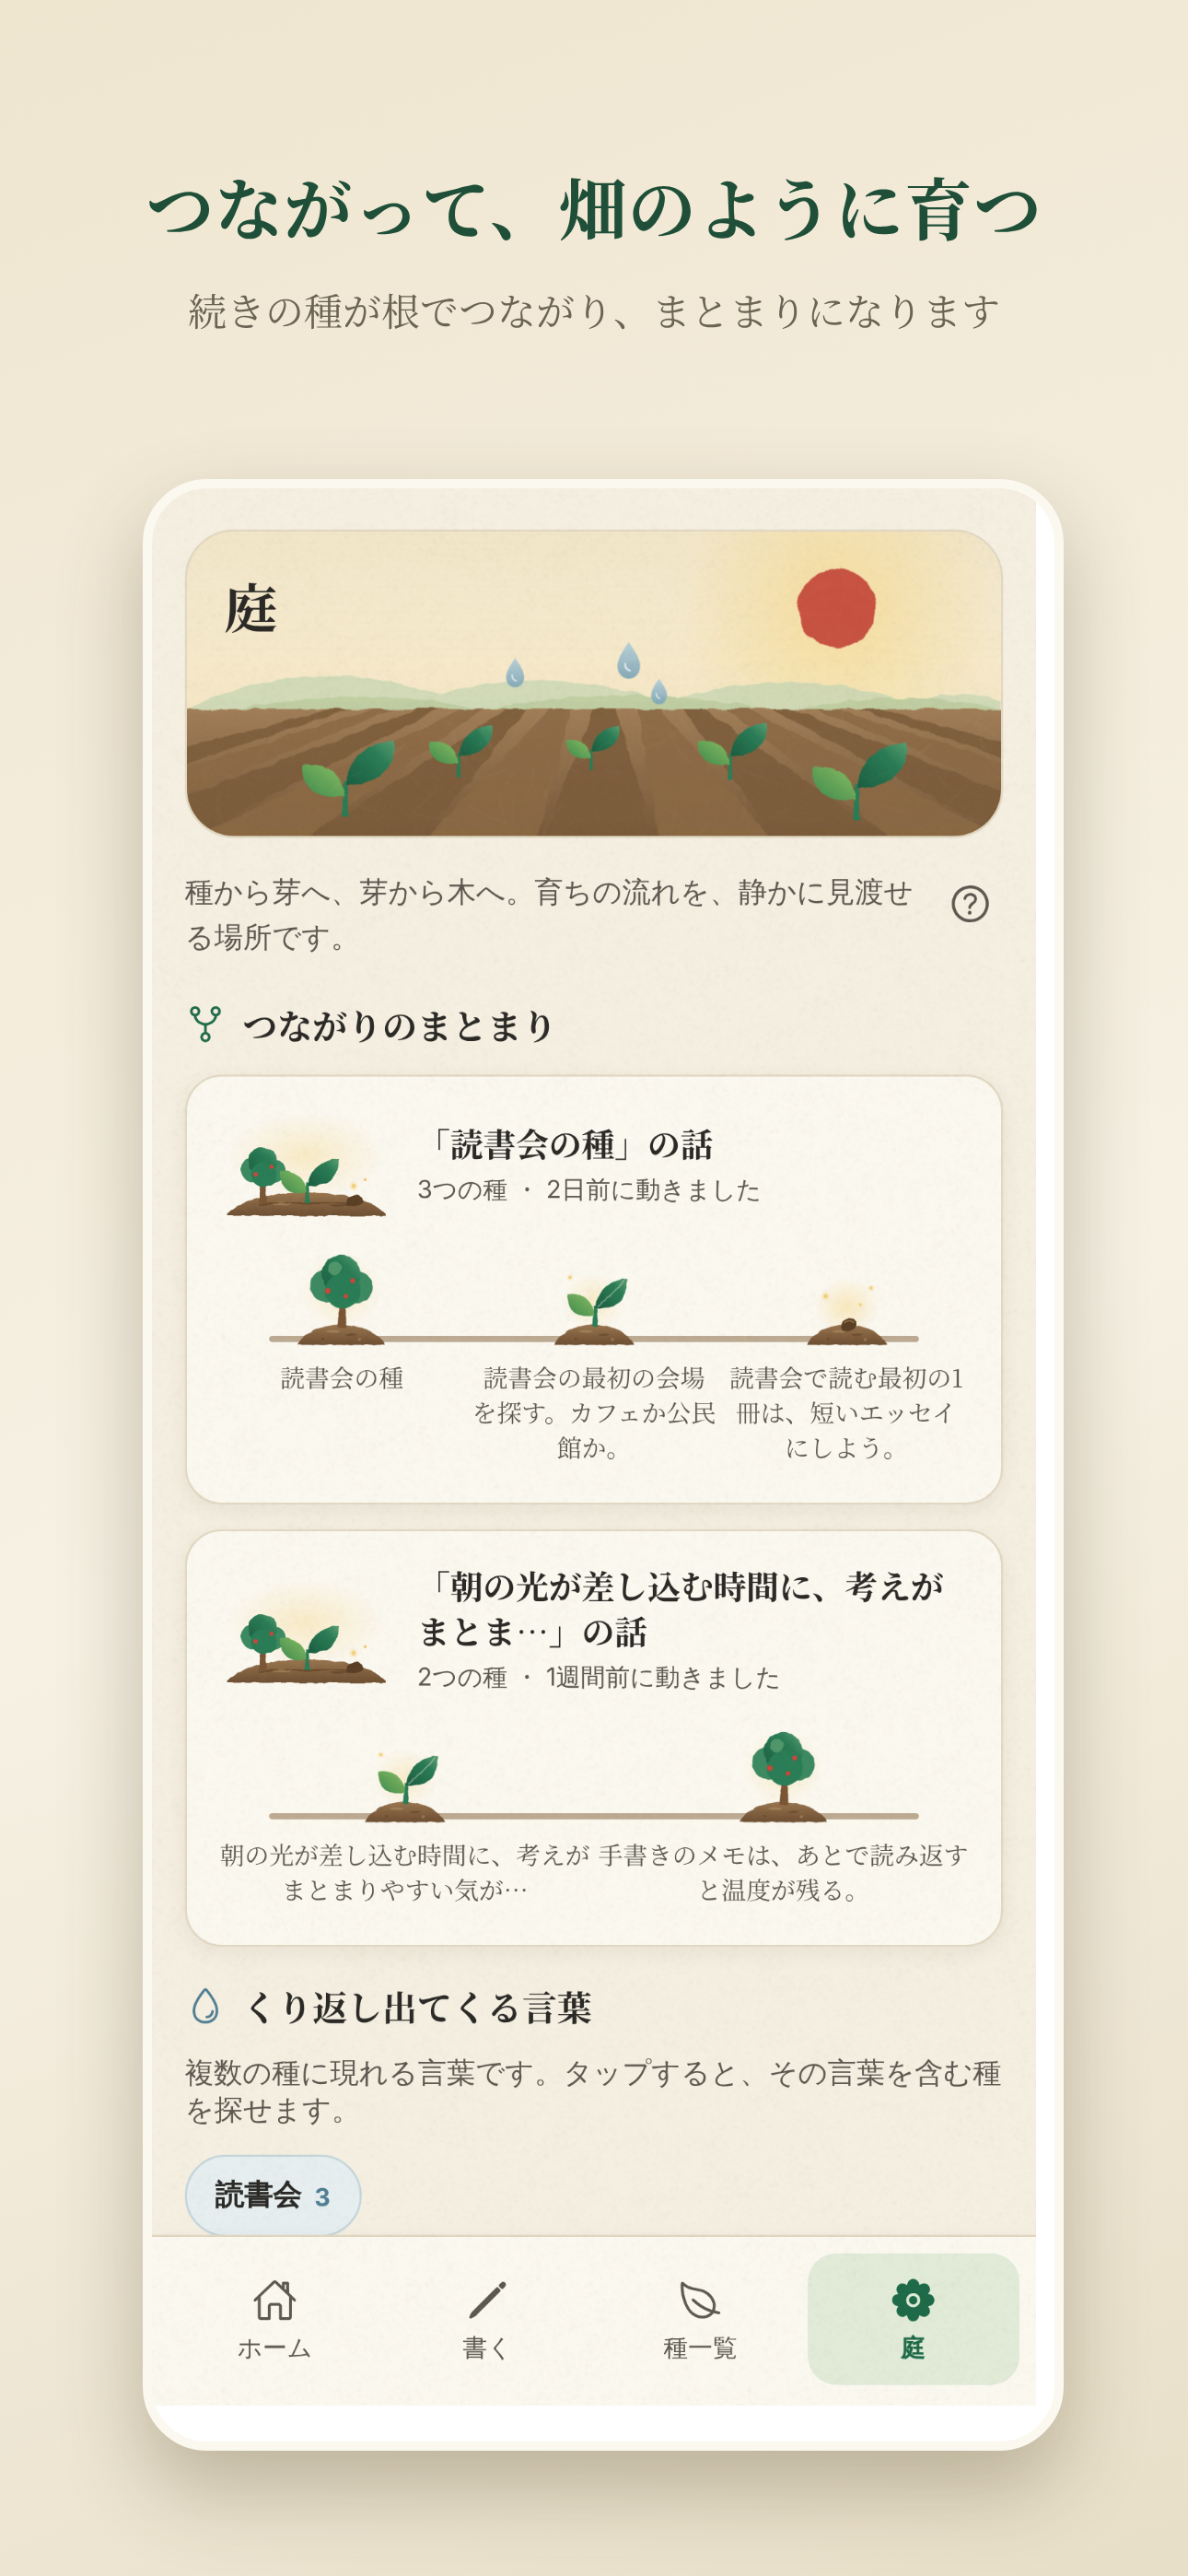 つながって、畑のように育つ
続きの種が根でつながり、まとまりになります
庭
種から芽へ、芽から木へ。育ちの流れを、静かに見渡せ
る場所です。
つながりのまとまり
「読書会の種」の話
3つの種 ・ 2日前に動きました
読書会の種
読書会の最初の会場
を探す。カフェか公民
館か。
読書会で読む最初の1
冊は、短いエッセイ
にしよう。
「朝の光が差し込む時間に、考えが
まとま…」の話
2つの種 ・ 1週間前に動きました
朝の光が差し込む時間に、考えが
まとまりやすい気が…
手書きのメモは、あとで読み返す
と温度が残る。
くり返し出てくる言葉
複数の種に現れる言葉です。タップすると、その言葉を含む種
を探せます。
読書会 3
ホーム
書く
種一覧
庭